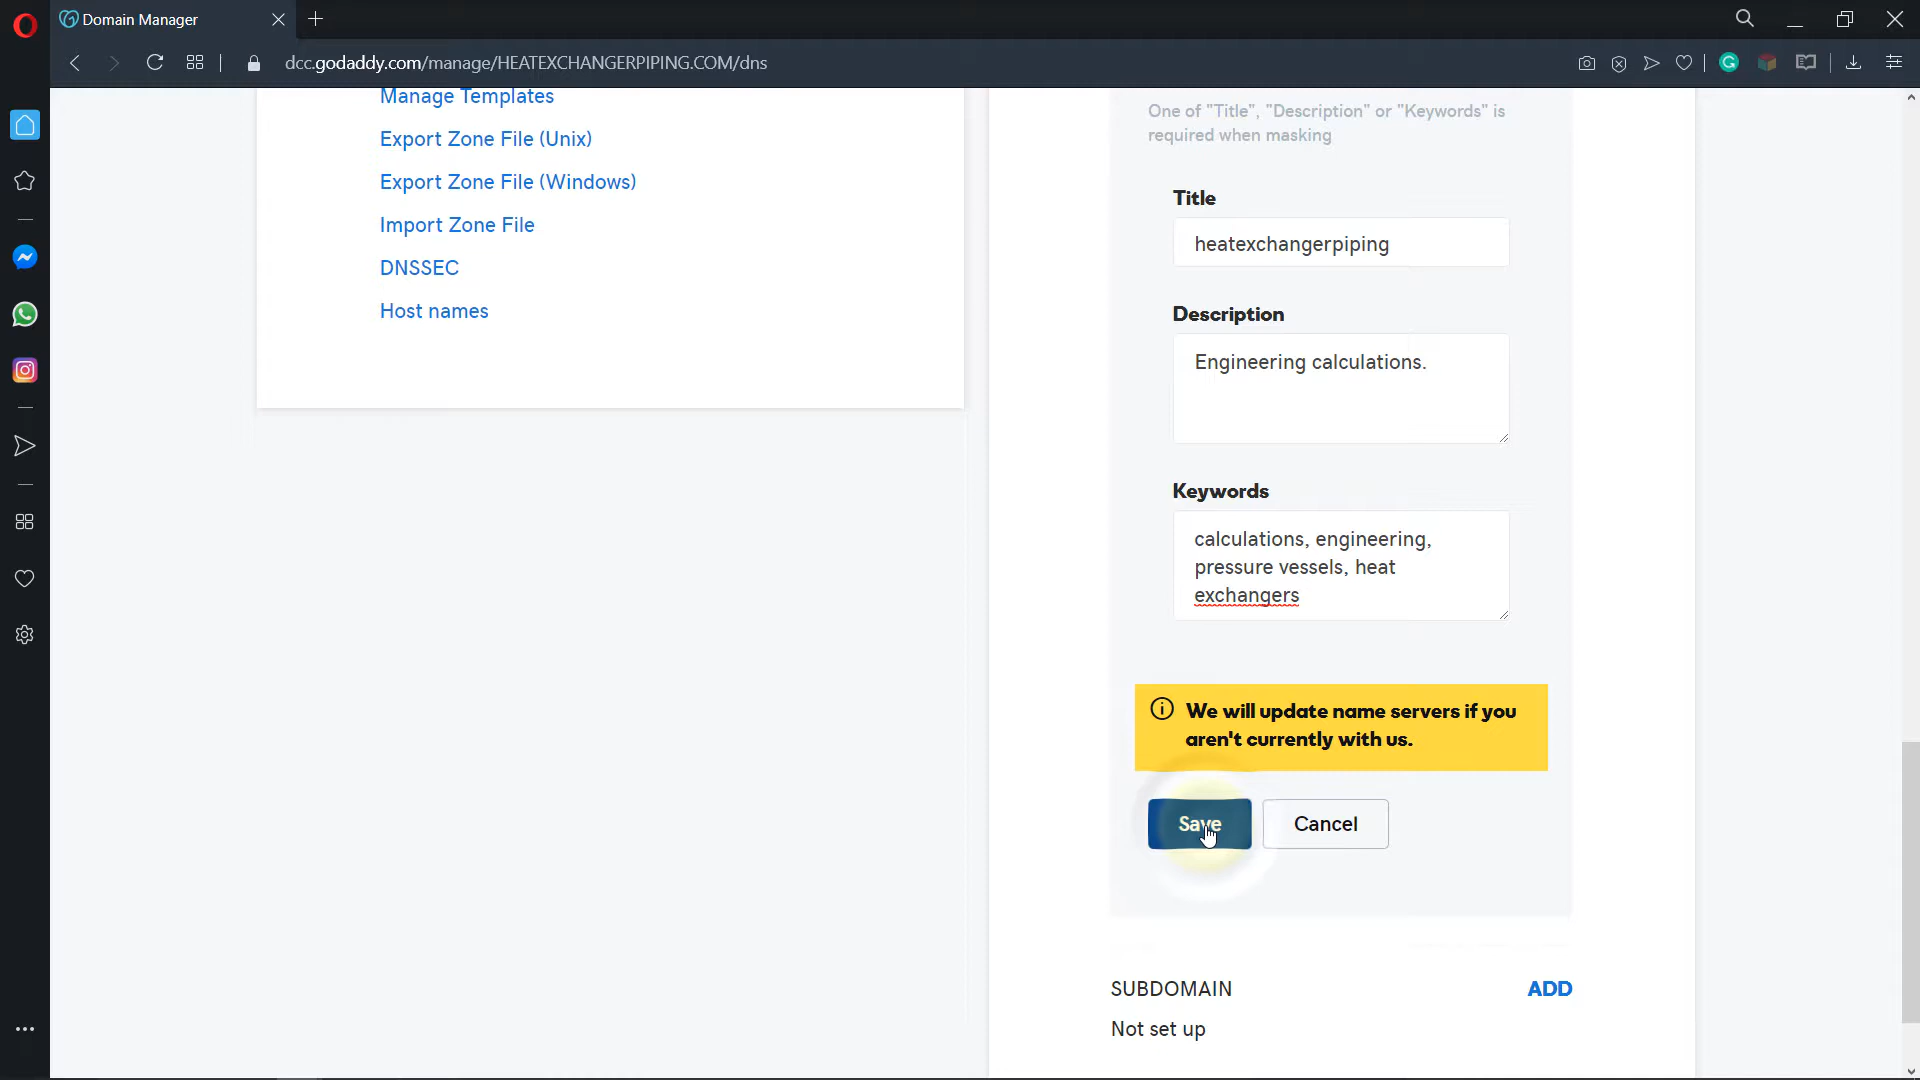 Domain Manager
dcc.godaddy.com/manage/HEATEXCHANGERPIPING.COM/dns
Manage Templates
Export Zone File (Unix)
Export Zone File (Windows)
Import Zone File
DNSSEC
Host names
One of "Title", "Description" or "Keywords" is
required when masking
Title
heatexchangerpiping
Description
Engineering calculations.
Keywords
calculations, engineering,
pressure vessels, heat
exchangers
We will update name servers if you
aren't currently with us.
Save
Cancel
SUBDOMAIN
ADD
Not set up